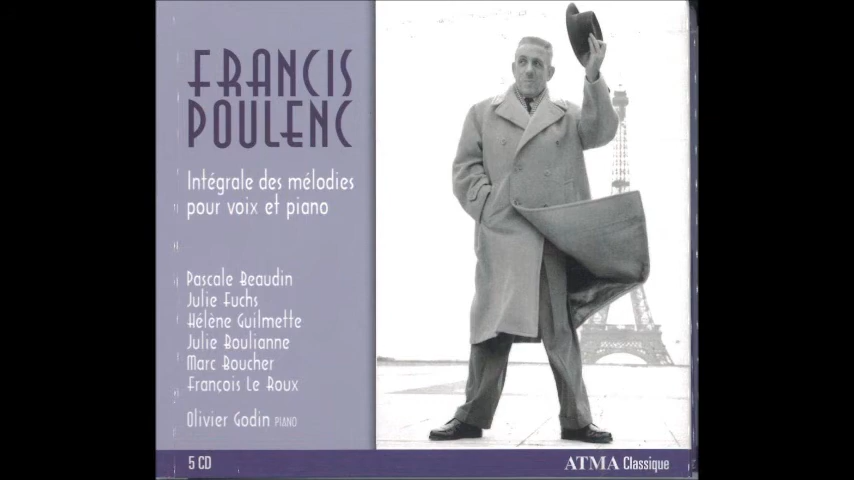 FRANCIS
POULENC
Intégrale des mélodies
pour voix et piano
Pascale Beaudin
Julie Fuchs
Hélène Guilmette
Julie Boulianne
Marc Boucher
François Le Roux
Olivier Godin PIANO
5 CD
ATMA Classique